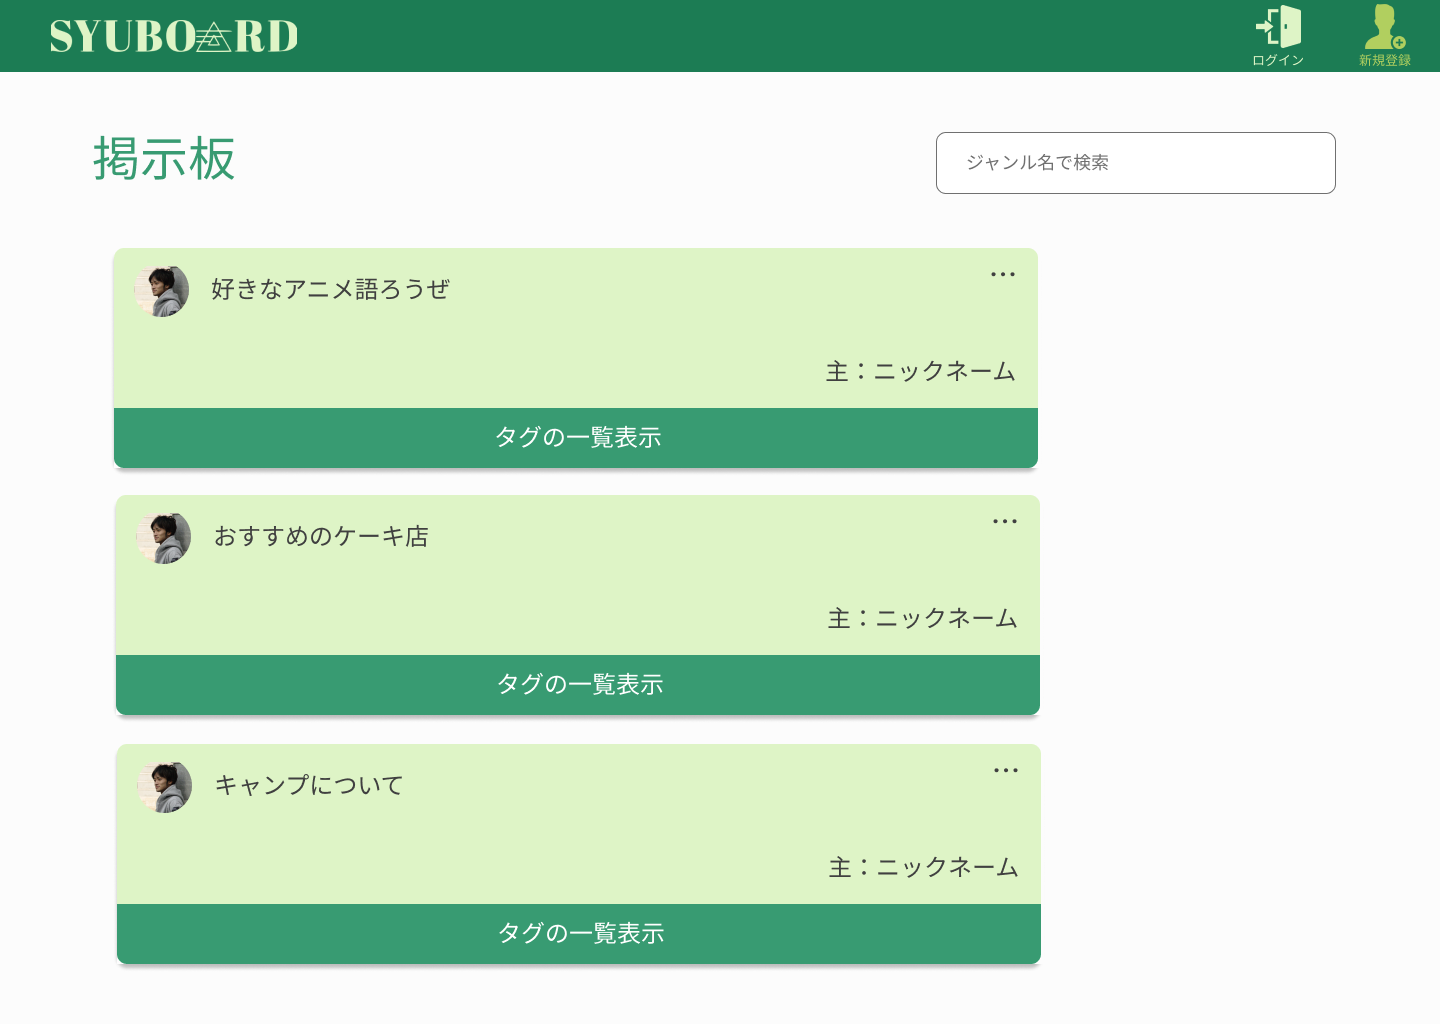 SYUBOARD
ログイン
新規登録
掲示板
ジャンル名で検索
好きなアニメ語ろうぜ
主：ニックネーム
タグの一覧表示
おすすめのケーキ店
主：ニックネーム
タグの一覧表示
キャンプについて
主：ニックネーム
タグの一覧表示